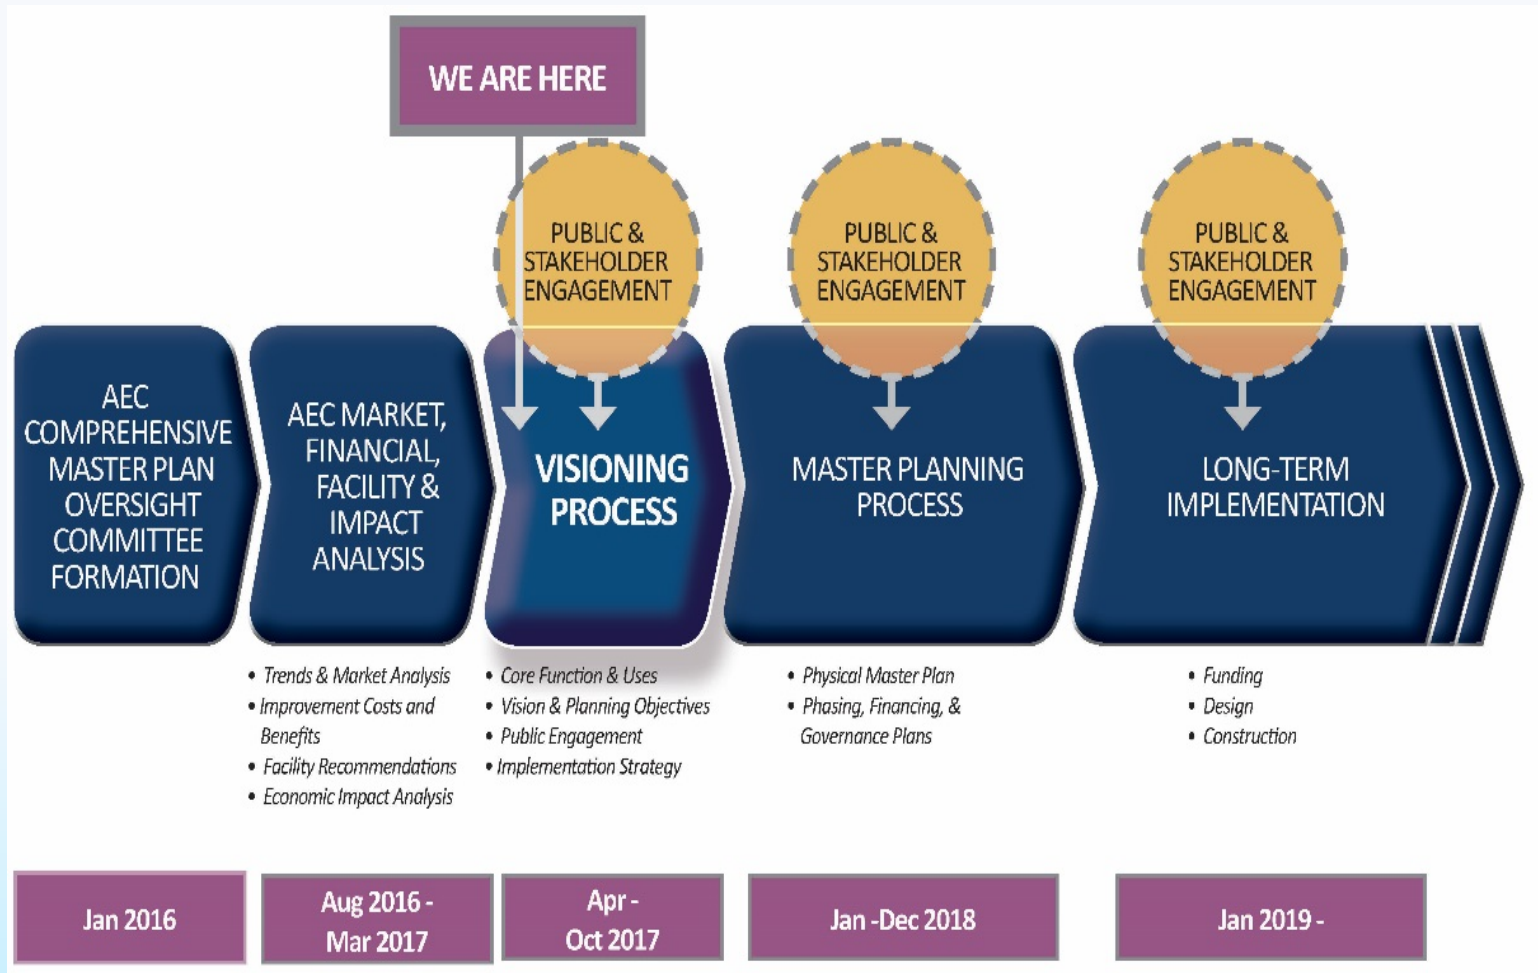 WE ARE HERE
PUBLIC &
STAKEHOLDER
ENGAGEMENT
PUBLIC &
STAKEHOLDER
ENGAGEMENT
PUBLIC &
STAKEHOLDER
ENGAGEMENT
AEC
COMPREHENSIVE
MASTER PLAN
OVERSIGHT
COMMITTEE
FORMATION
AEC MARKET,
FINANCIAL,
FACILITY &
IMPACT
ANALYSIS
VISIONING
PROCESS
MASTER PLANNING
PROCESS
LONG-TERM
IMPLEMENTATION
• Trends & Market Analysis
• Improvement Costs and
Benefits
• Facility Recommendations
• Economic Impact Analysis
• Core Function & Uses
• Vision & Planning Objectives
• Public Engagement
• Implementation Strategy
• Physical Master Plan
• Phasing, Financing, &
Governance Plans
• Funding
• Design
• Construction
Jan 2016
Aug 2016 -
Mar 2017
Apr -
Oct 2017
Jan -Dec 2018
Jan 2019 -